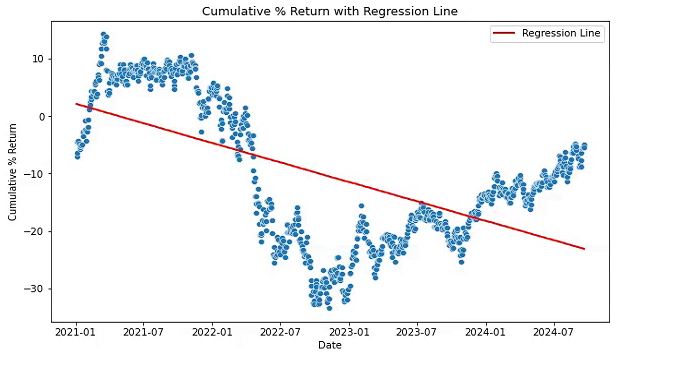 Cumulative % Return with Regression Line
Regression Line
Cumulative % Return
10
0
−10
−20
−30
2021-01 2021-07 2022-01 2022-07 2023-01 2023-07 2024-01 2024-07
Date